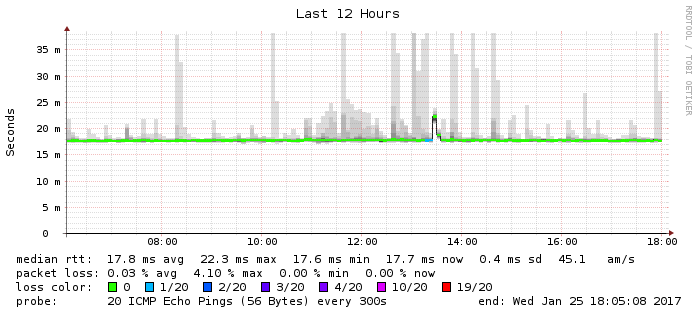 Last 12 Hours
RRDTOOL / TOBI OETIKER
Seconds
35 m
30 m
25 m
20 m
15 m
10 m
5 m
0
08:00 10:00 12:00 14:00 16:00 18:00
median rtt: 17.8 ms avg 22.3 ms max 17.6 ms min 17.7 ms now 0.4 ms sd 45.1 am/s
packet loss: 0.03 % avg 4.10 % max 0.00 % min 0.00 % now
loss color: 0 1/20 2/20 3/20 4/20 10/20 19/20
probe: 20 ICMP Echo Pings (56 Bytes) every 300s end: Wed Jan 25 18:05:08 2017